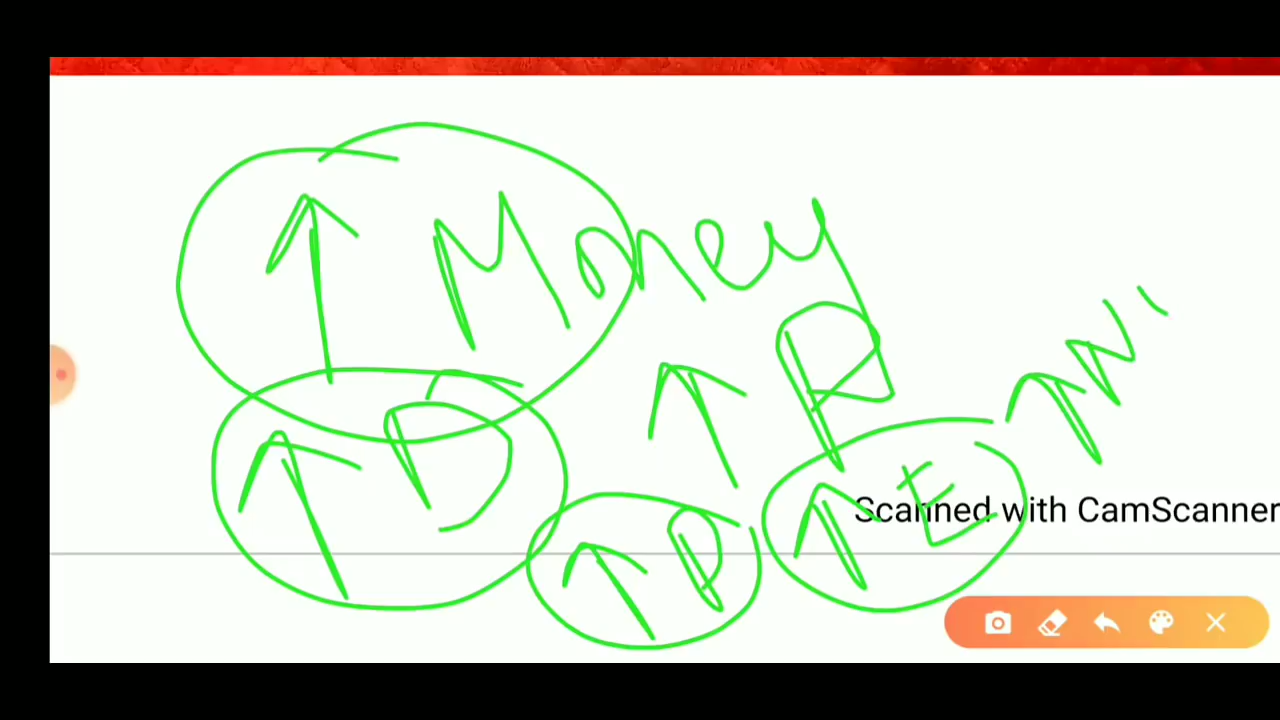 ↑ Money
↑ D ↑ R ↑ N
↑ P ↑ E
Scanned with CamScanner